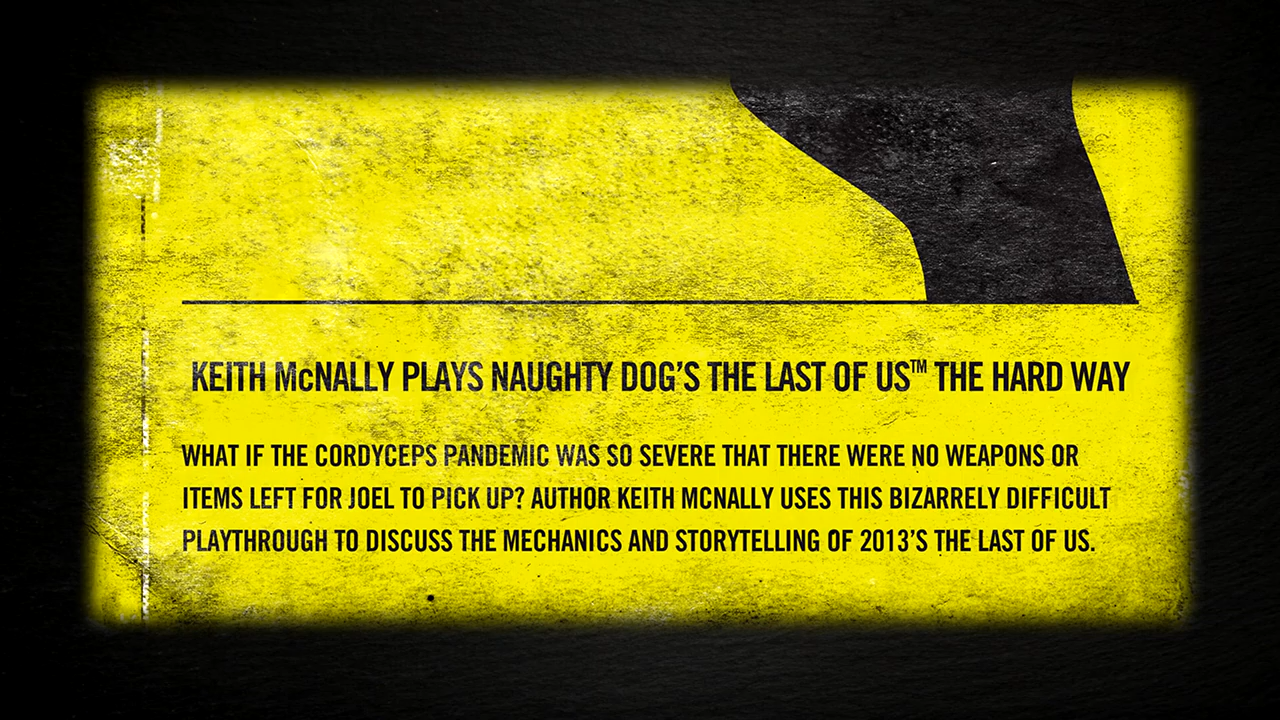 KEITH McNALLY PLAYS NAUGHTY DOG'S THE LAST OF US™ THE HARD WAY
WHAT IF THE CORDYCEPS PANDEMIC WAS SO SEVERE THAT THERE WERE NO WEAPONS OR
ITEMS LEFT FOR JOEL TO PICK UP? AUTHOR KEITH MCNALLY USES THIS BIZARRELY DIFFICULT
PLAYTHROUGH TO DISCUSS THE MECHANICS AND STORYTELLING OF 2013'S THE LAST OF US.